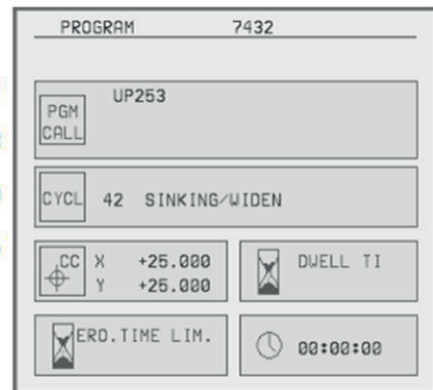 PROGRAM 7432
PGM CALL UP253
CYCL 42 SINKING/WIDEN
CC X +25.000
Y +25.000
DWELL TI
ERO.TIME LIM.
00:00:00